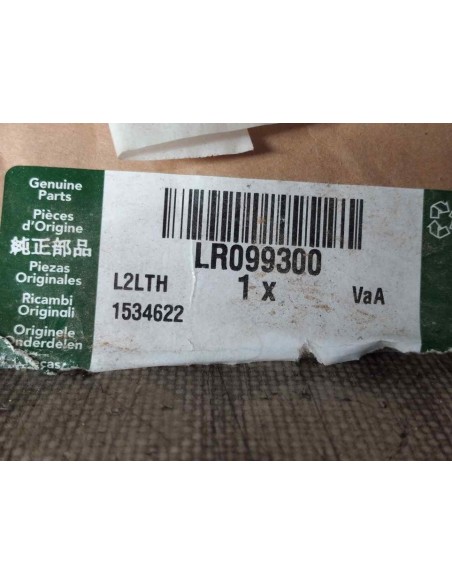 Genuine
Parts
Pièces
d'Origine
純正部品
Piezas
Originales
Ricambi
Originali
Originele
Onderdelen
LR099300
1 x
L2LTH
VaA
1534622